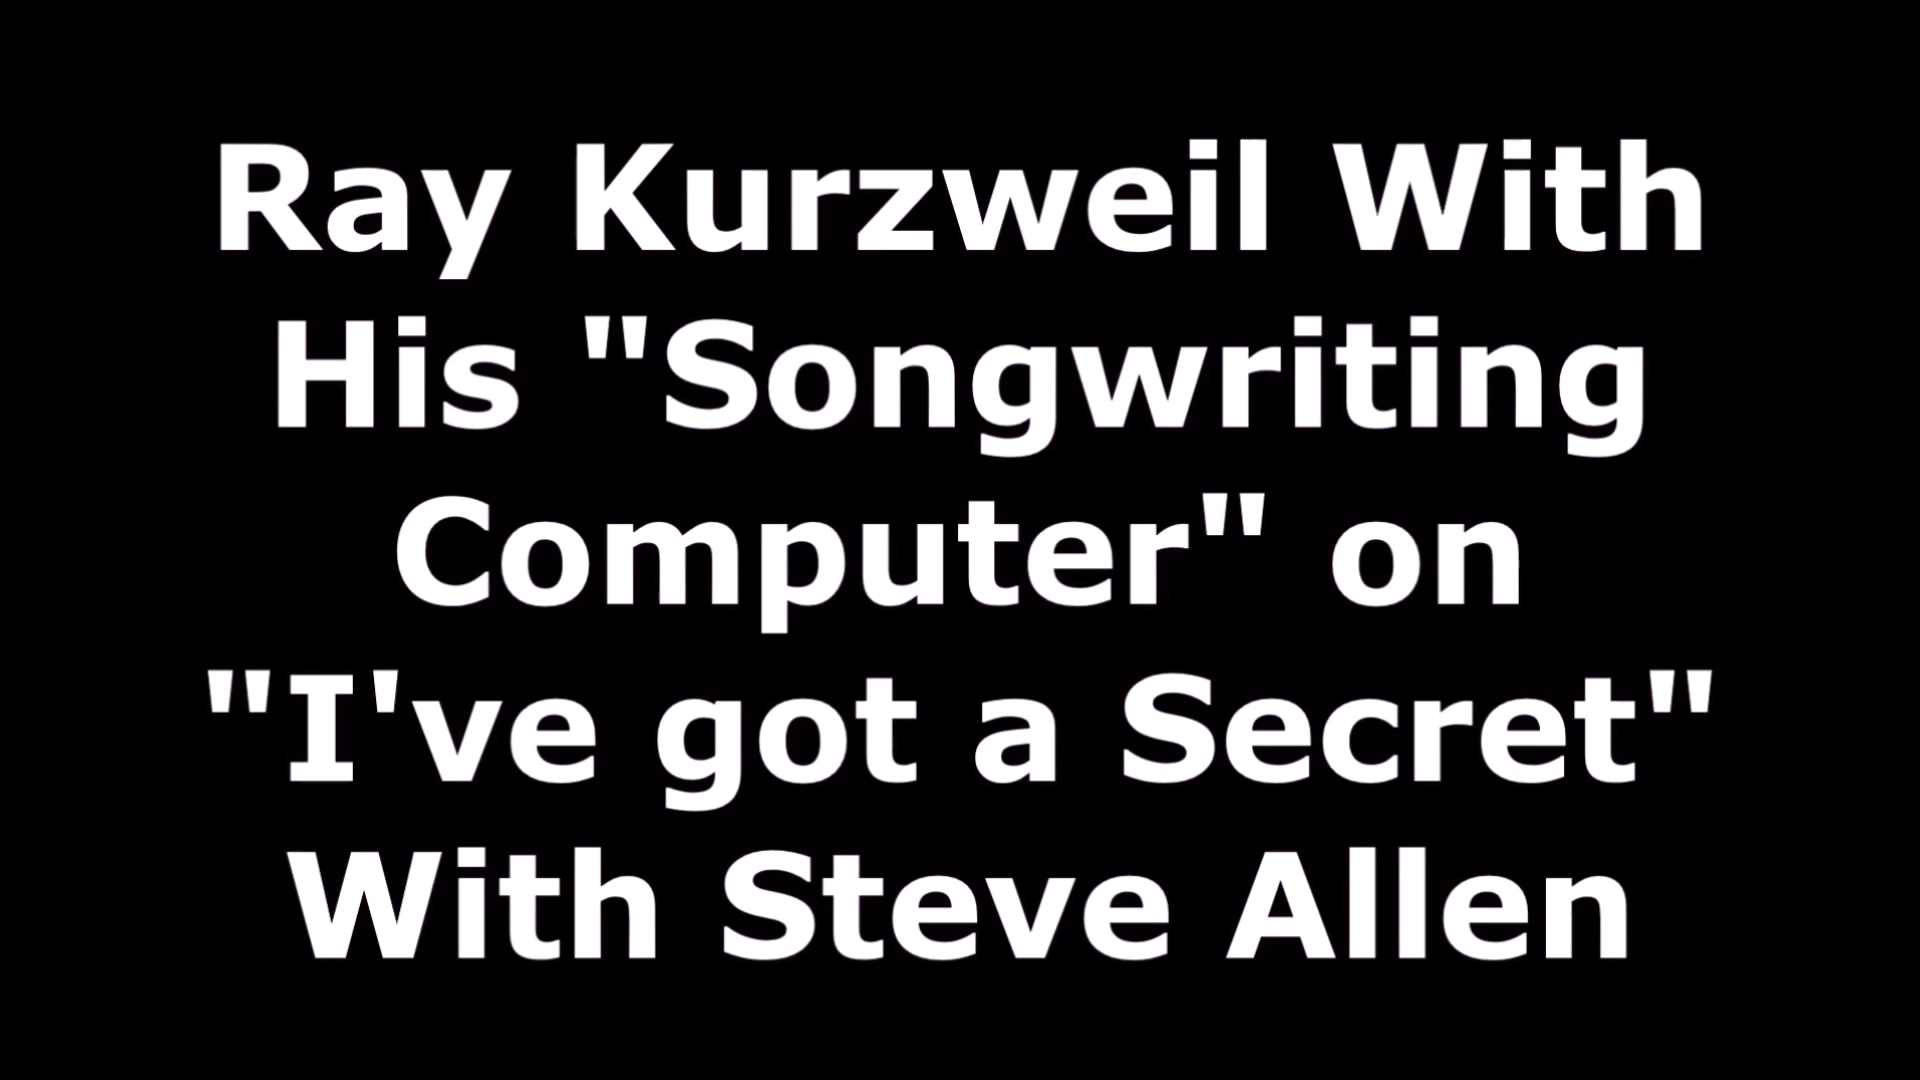 Ray Kurzweil With
His "Songwriting
Computer" on
"I've got a Secret"
With Steve Allen